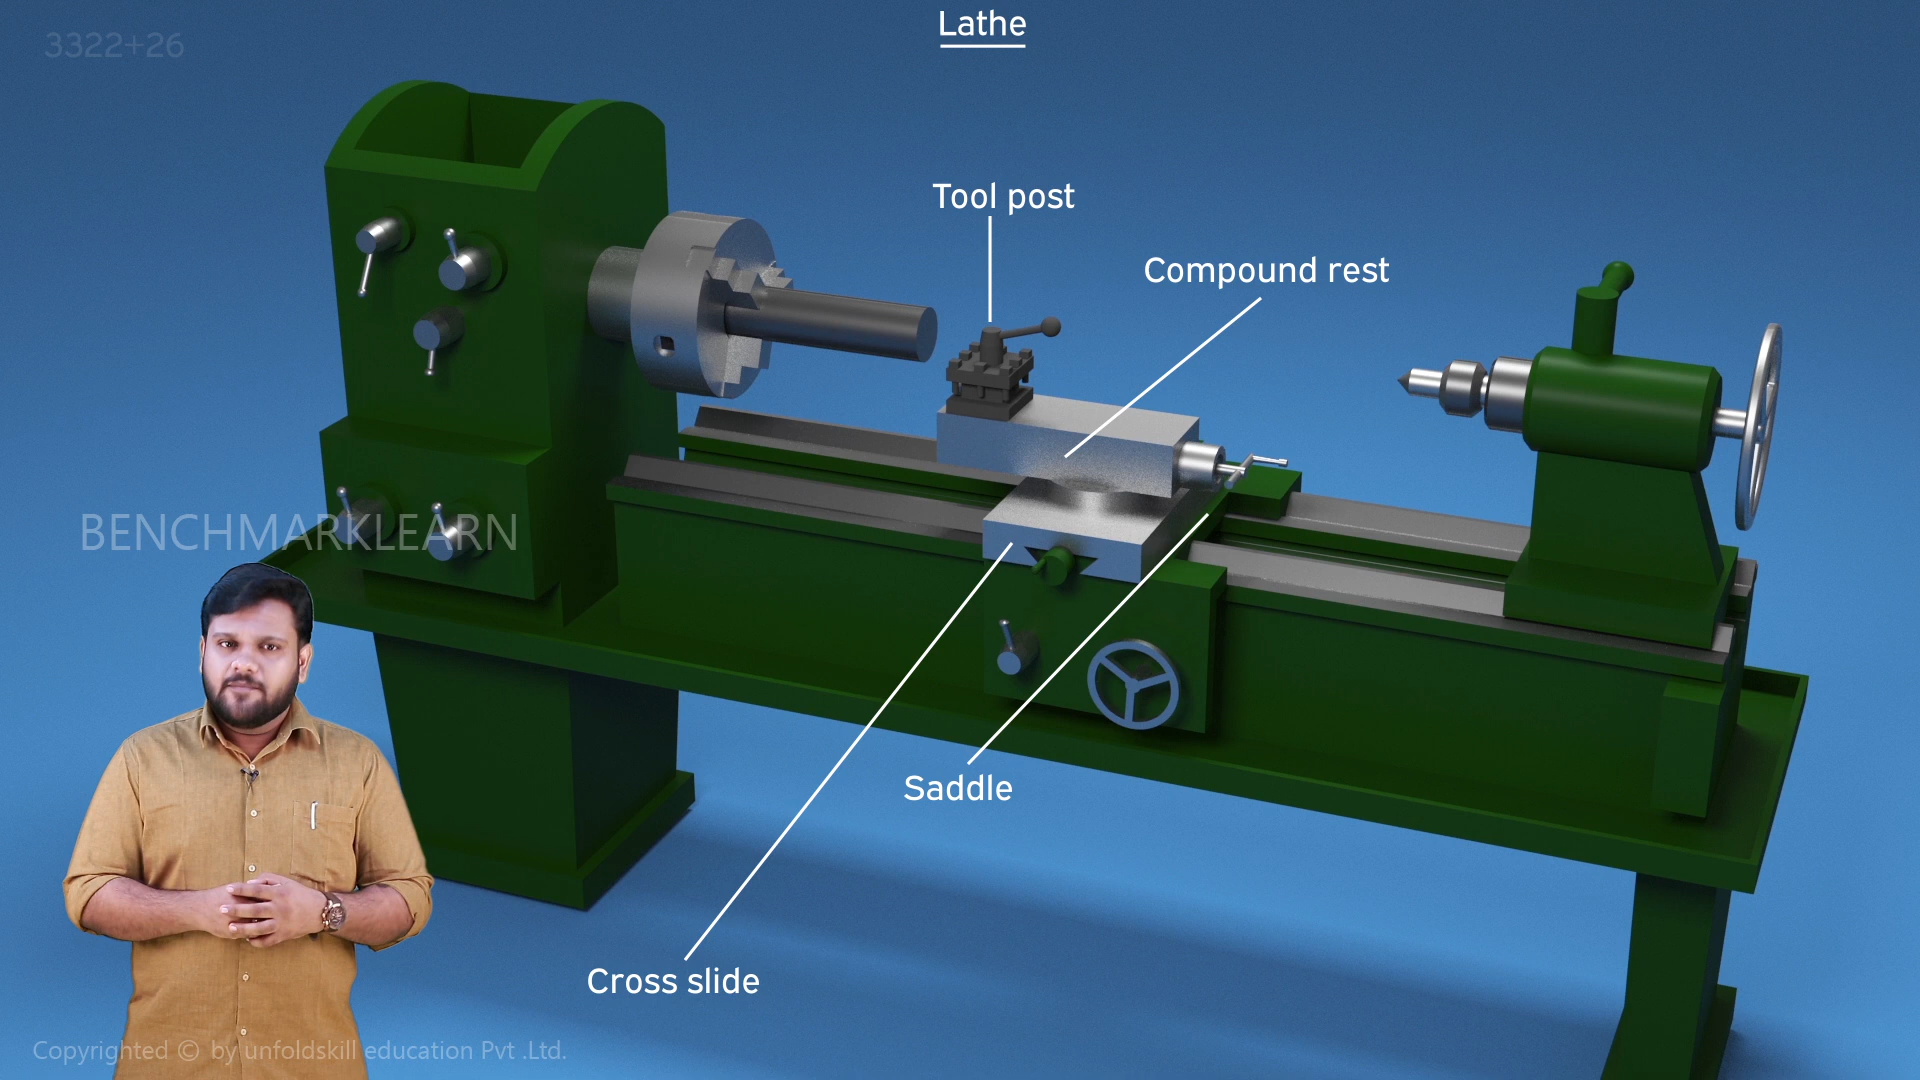 Lathe
3322+26
Tool post
Compound rest
BENCHMARKLEARN
Saddle
Cross slide
Copyrighted © by unfoldskill education Pvt .Ltd.